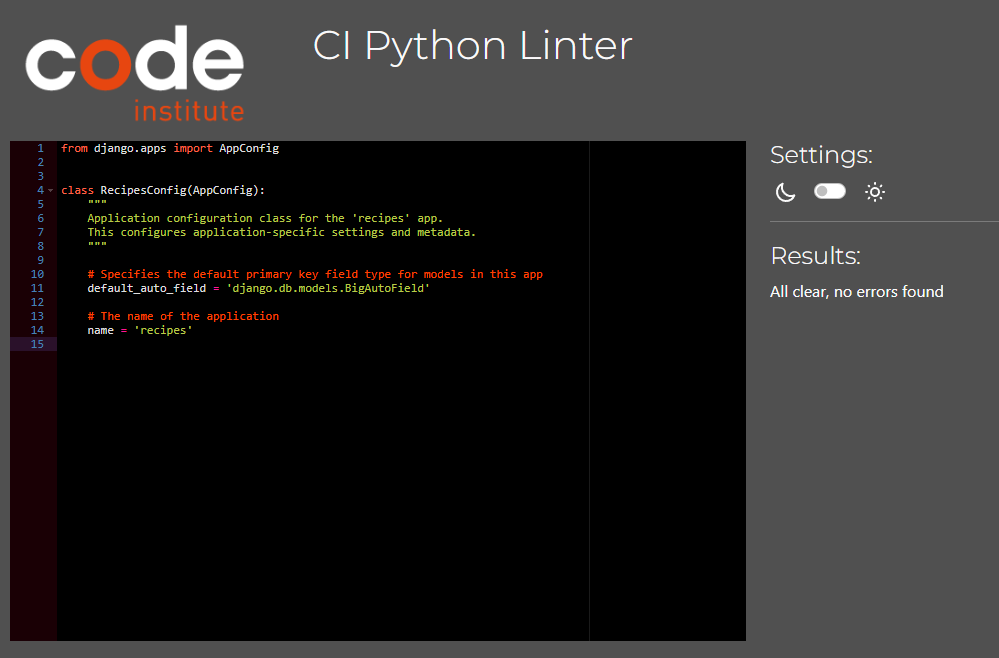 code
institute
CI Python Linter
1 from django.apps import AppConfig
2
3
4 class RecipesConfig(AppConfig):
5     """
6     Application configuration class for the 'recipes' app.
7     This configures application-specific settings and metadata.
8     """
9
10     # Specifies the default primary key field type for models in this app
11     default_auto_field = 'django.db.models.BigAutoField'
12
13     # The name of the application
14     name = 'recipes'
15
Settings:
Results:
All clear, no errors found